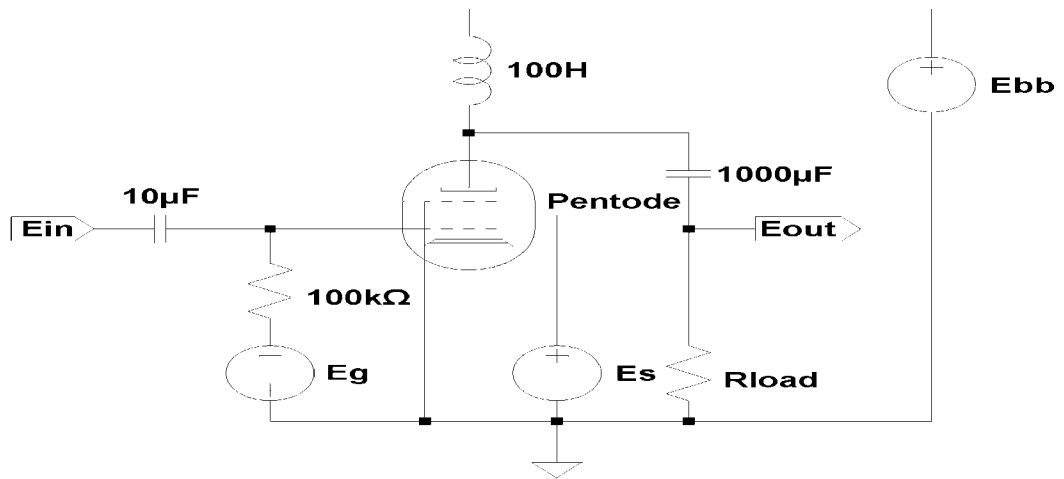 100H
Ebb
10µF
1000µF
Pentode
Ein
Eout
100kΩ
Eg
Es
Rload